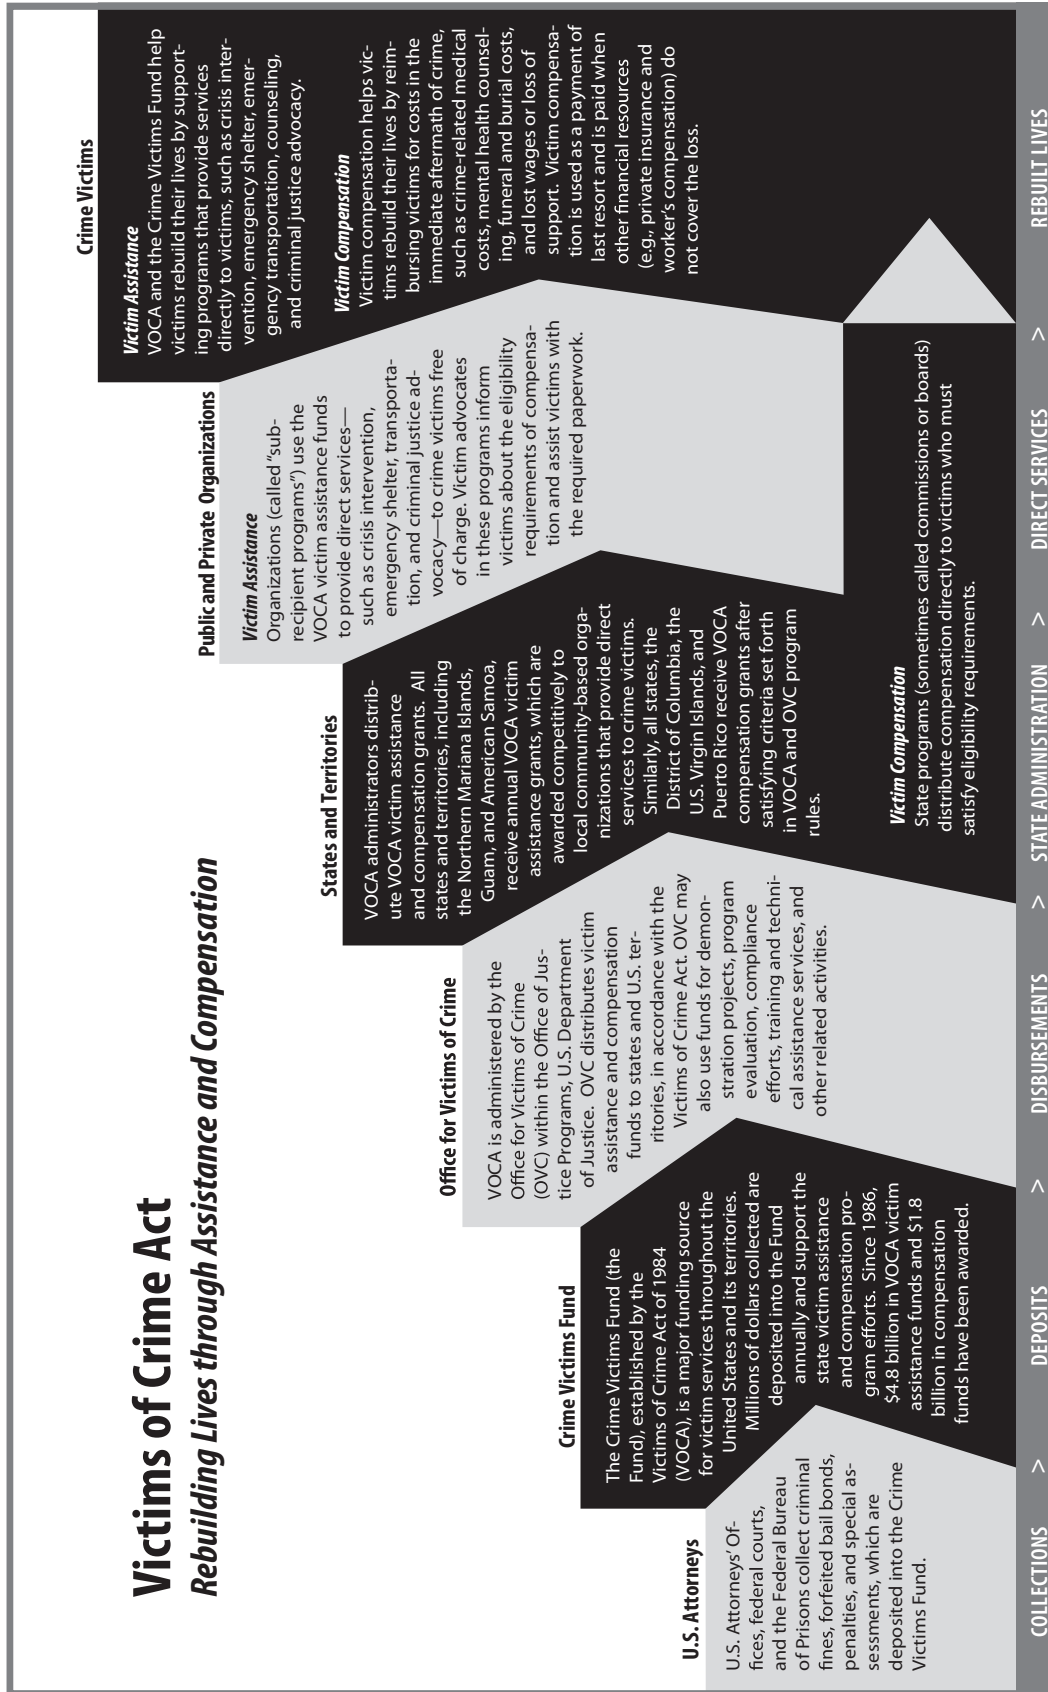 Victims of Crime Act
Rebuilding Lives through Assistance and Compensation
U.S. Attorneys
U.S. Attorneys’ Of-
fices, federal courts,
and the Federal Bureau
of Prisons collect criminal
fines, forfeited bail bonds,
penalties, and special as-
sessments, which are
deposited into the Crime
Victims Fund.
Crime Victims Fund
The Crime Victims Fund (the
Fund), established by the
Victims of Crime Act of 1984
(VOCA), is a major funding source
for victim services throughout the
United States and its territories.
Millions of dollars collected are
deposited into the Fund
annually and support the
state victim assistance
and compensation pro-
gram efforts. Since 1986,
$4.8 billion in VOCA victim
assistance funds and $1.8
billion in compensation
funds have been awarded.
Office for Victims of Crime
VOCA is administered by the
Office for Victims of Crime
(OVC) within the Office of Jus-
tice Programs, U.S. Department
of Justice. OVC distributes victim
assistance and compensation
funds to states and U.S. ter-
ritories, in accordance with the
Victims of Crime Act. OVC may
also use funds for demon-
stration projects, program
evaluation, compliance
efforts, training and techni-
cal assistance services, and
other related activities.
States and Territories
VOCA administrators distrib-
ute VOCA victim assistance
and compensation grants. All
states and territories, including
the Northern Mariana Islands,
Guam, and American Samoa,
receive annual VOCA victim
assistance grants, which are
awarded competitively to
local community-based orga-
nizations that provide direct
services to crime victims.
Similarly, all states, the
District of Columbia, the
U.S. Virgin Islands, and
Puerto Rico receive VOCA
compensation grants after
satisfying criteria set forth
in VOCA and OVC program
rules.
Victim Compensation
State programs (sometimes called commissions or boards)
distribute compensation directly to victims who must
satisfy eligibility requirements.
Public and Private Organizations
Victim Assistance
Organizations (called “sub-
recipient programs”) use the
VOCA victim assistance funds
to provide direct services—
such as crisis intervention,
emergency shelter, transporta-
tion, and criminal justice ad-
vocacy—to crime victims free
of charge. Victim advocates
in these programs inform
victims about the eligibility
requirements of compensa-
tion and assist victims with
the required paperwork.
Crime Victims
Victim Assistance
VOCA and the Crime Victims Fund help
victims rebuild their lives by support-
ing programs that provide services
directly to victims, such as crisis inter-
vention, emergency shelter, emer-
gency transportation, counseling,
and criminal justice advocacy.
Victim Compensation
Victim compensation helps vic-
tims rebuild their lives by reim-
bursing victims for costs in the
immediate aftermath of crime,
such as crime-related medical
costs, mental health counsel-
ing, funeral and burial costs,
and lost wages or loss of
support. Victim compensa-
tion is used as a payment of
last resort and is paid when
other financial resources
(e.g., private insurance and
worker’s compensation) do
not cover the loss.
COLLECTIONS > DEPOSITS > DISBURSEMENTS > STATE ADMINISTRATION > DIRECT SERVICES > REBUILT LIVES